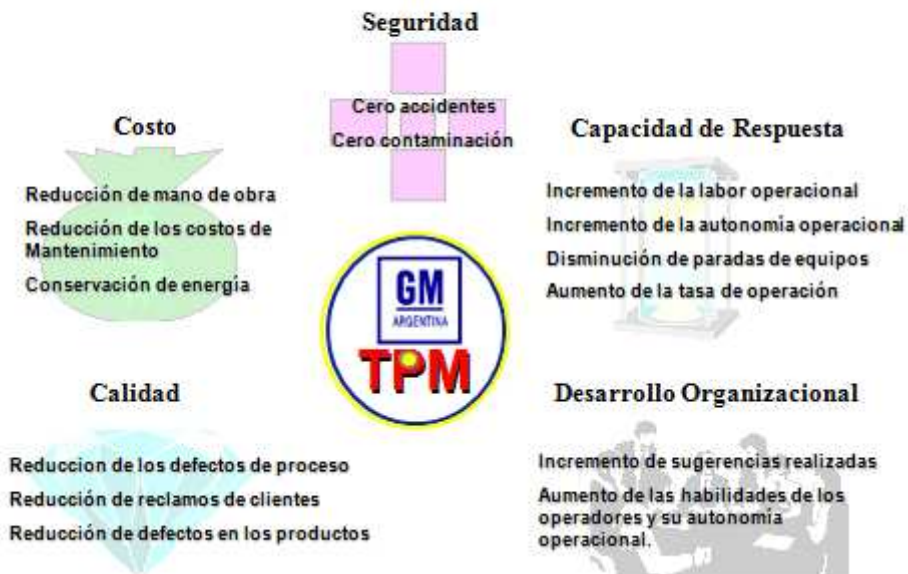 Seguridad
Cero accidentes
Cero contaminación
Costo
Reducción de mano de obra
Reducción de los costos de
Mantenimiento
Conservación de energía
Capacidad de Respuesta
Incremento de la labor operacional
Incremento de la autonomía operacional
Disminución de paradas de equipos
Aumento de la tasa de operación
GM
ARGENTINA
TPM
Calidad
Reduccion de los defectos de proceso
Reducción de reclamos de clientes
Reducción de defectos en los productos
Desarrollo Organizacional
Incremento de sugerencias realizadas
Aumento de las habilidades de los
operadores y su autonomía
operacional.